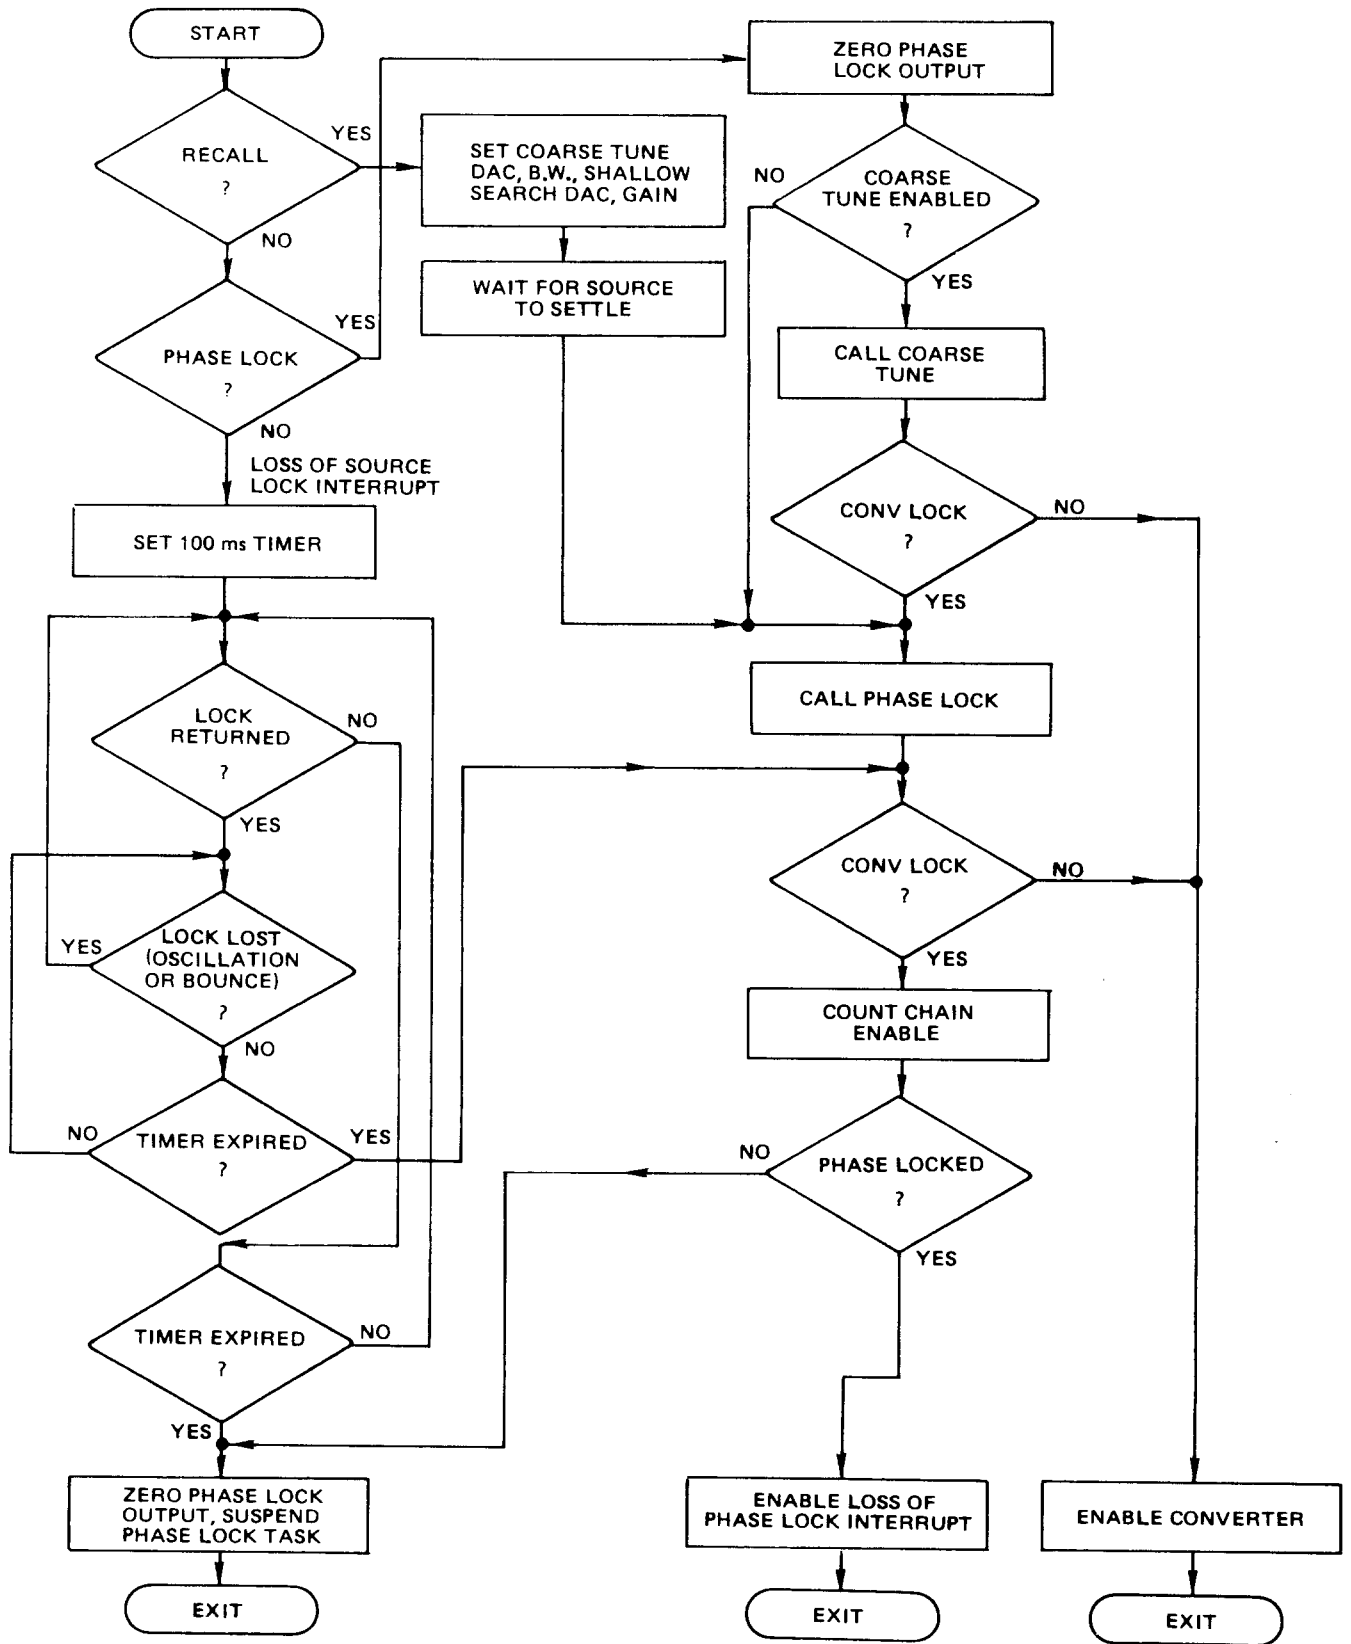 START
RECALL
?
YES
NO
SET COARSE TUNE
DAC, B.W., SHALLOW
SEARCH DAC, GAIN
WAIT FOR SOURCE
TO SETTLE
PHASE LOCK
?
YES
NO
LOSS OF SOURCE
LOCK INTERRUPT
SET 100 ms TIMER
LOCK
RETURNED
?
NO
YES
LOCK LOST
(OSCILLATION
OR BOUNCE)
?
YES
NO
TIMER EXPIRED
?
NO
YES
TIMER EXPIRED
?
NO
YES
ZERO PHASE LOCK
OUTPUT, SUSPEND
PHASE LOCK TASK
EXIT
ZERO PHASE
LOCK OUTPUT
COARSE
TUNE ENABLED
?
NO
YES
CALL COARSE
TUNE
CONV LOCK
?
NO
YES
CALL PHASE LOCK
CONV LOCK
?
NO
YES
COUNT CHAIN
ENABLE
PHASE LOCKED
?
NO
YES
ENABLE LOSS OF
PHASE LOCK INTERRUPT
EXIT
ENABLE CONVERTER
EXIT